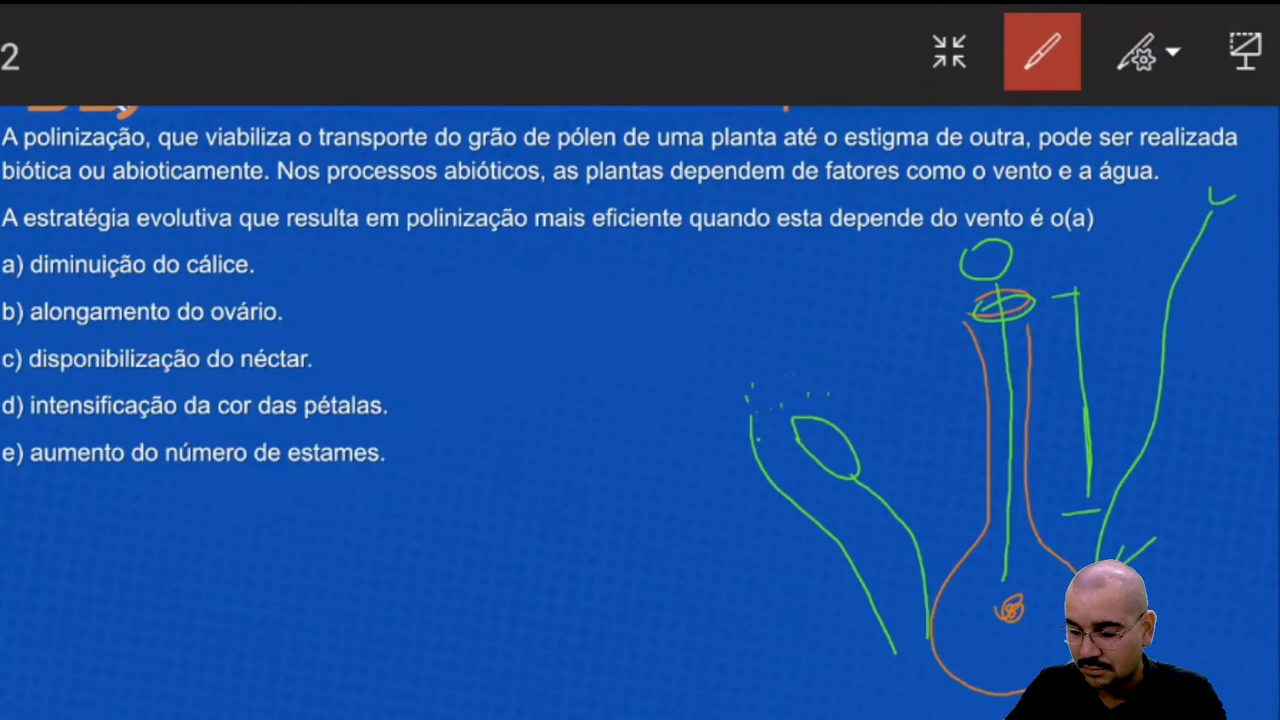 2
A polinização, que viabiliza o transporte do grão de pólen de uma planta até o estigma de outra, pode ser realizada
biótica ou abioticamente. Nos processos abióticos, as plantas dependem de fatores como o vento e a água.
A estratégia evolutiva que resulta em polinização mais eficiente quando esta depende do vento é o(a)
a) diminuição do cálice.
b) alongamento do ovário.
c) disponibilização do néctar.
d) intensificação da cor das pétalas.
e) aumento do número de estames.